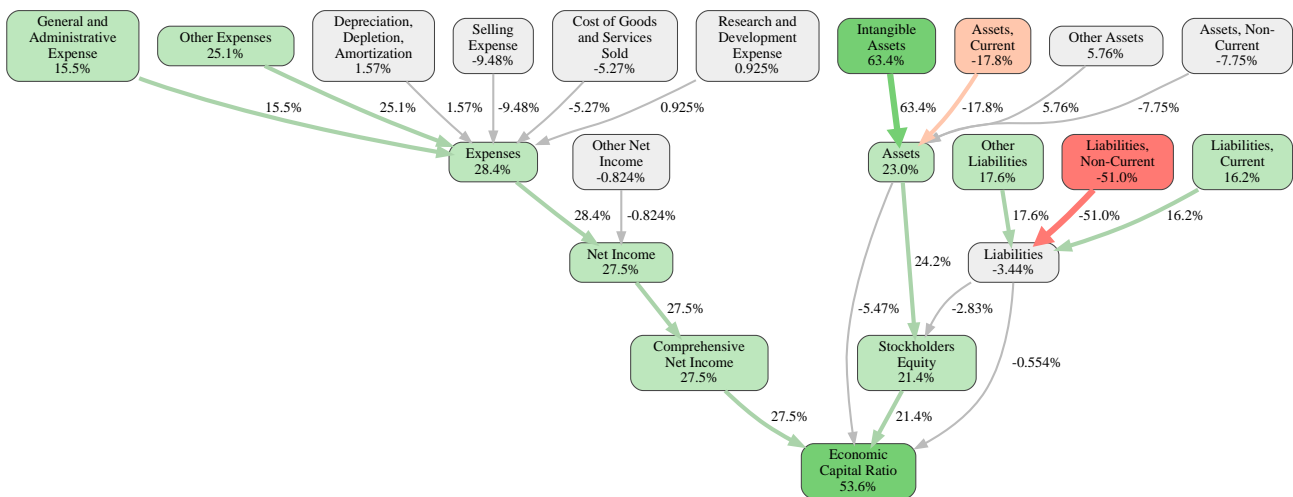 General and
Administrative
Expense
15.5%
Other Expenses
25.1%
Depreciation,
Depletion,
Amortization
1.57%
Selling
Expense
-9.48%
Cost of Goods
and Services
Sold
-5.27%
Research and
Development
Expense
0.925%
Intangible
Assets
63.4%
Assets,
Current
-17.8%
Other Assets
5.76%
Assets, Non-
Current
-7.75%
15.5%
25.1%
1.57%
-9.48%
-5.27%
0.925%
63.4%
-17.8%
5.76%
-7.75%
Expenses
28.4%
Other Net
Income
-0.824%
Assets
23.0%
Other
Liabilities
17.6%
Liabilities,
Non-Current
-51.0%
Liabilities,
Current
16.2%
28.4%
-0.824%
17.6%
-51.0%
16.2%
Net Income
27.5%
24.2%
Liabilities
-3.44%
27.5%
-5.47%
-2.83%
Comprehensive
Net Income
27.5%
Stockholders
Equity
21.4%
-0.554%
27.5%
21.4%
Economic
Capital Ratio
53.6%